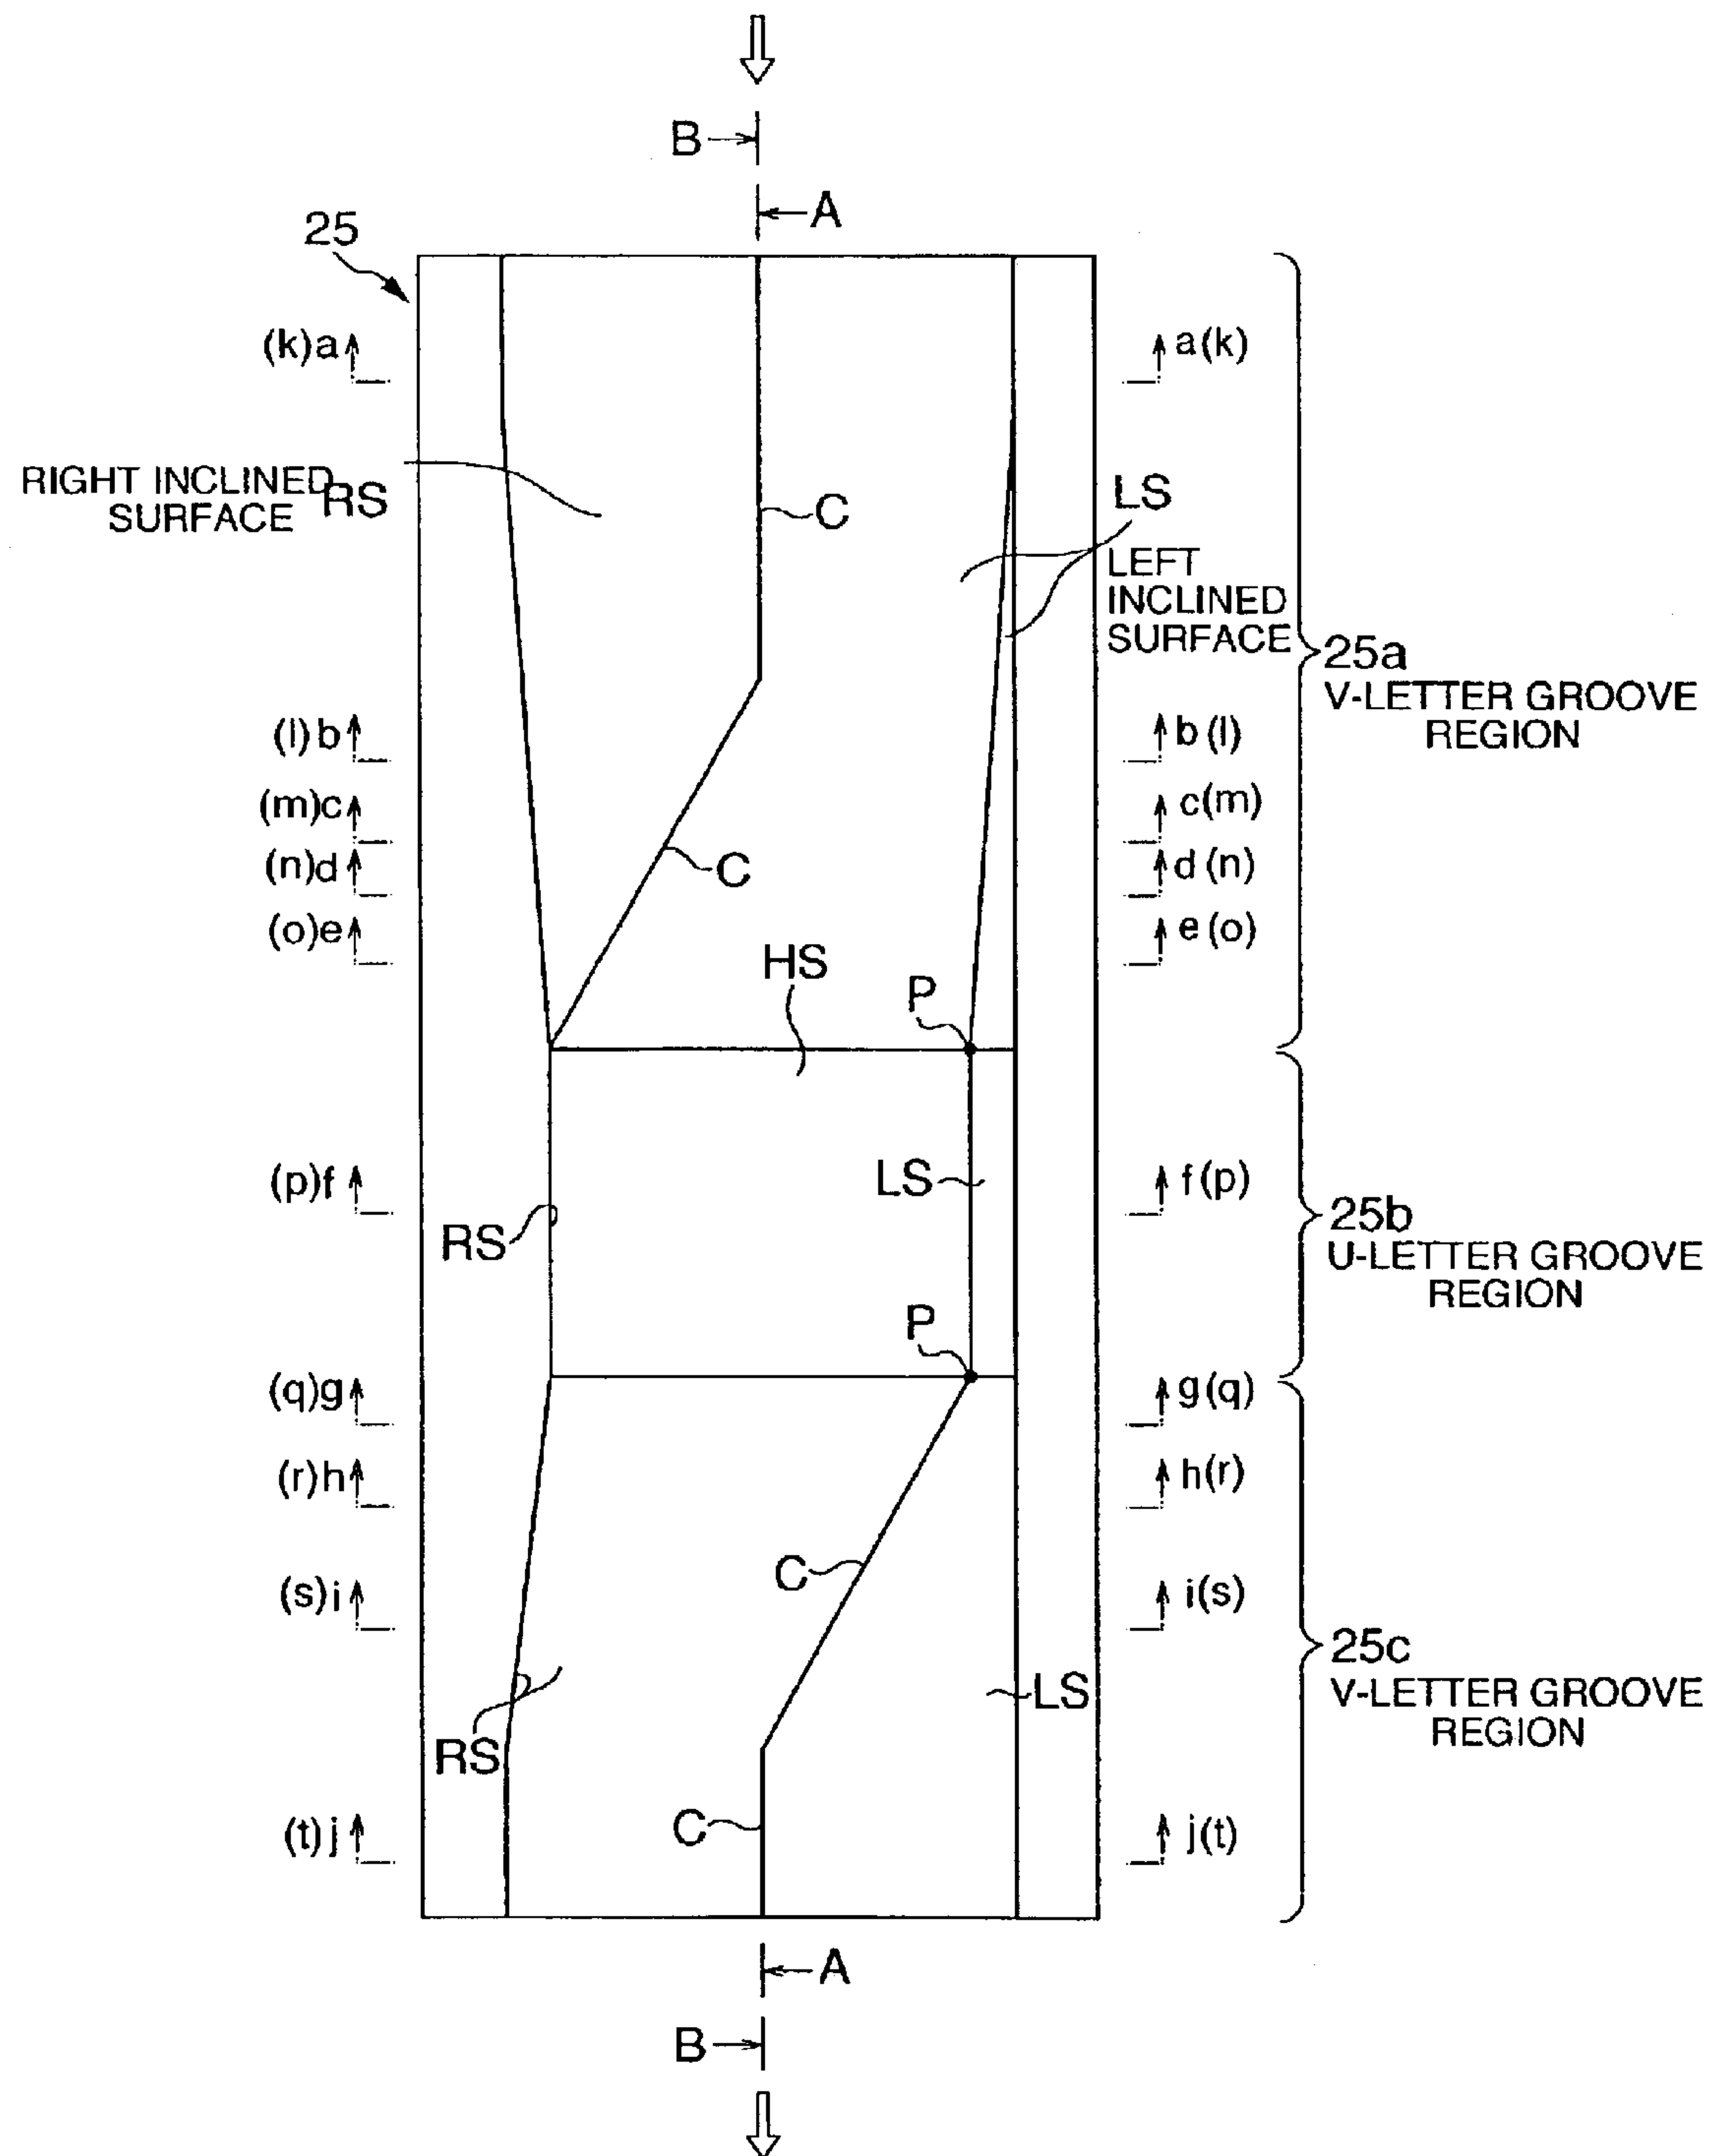 B
A
25
(k)a
a(k)
RIGHT INCLINED
SURFACE
RS
C
LS
LEFT
INCLINED
SURFACE
25a
V-LETTER GROOVE
REGION
(l)b
b(l)
(m)c
c(m)
(n)d
C
d(n)
(o)e
e(o)
HS
P
(p)f
LS
f(p)
RS
25b
U-LETTER GROOVE
REGION
P
(q)g
g(q)
(r)h
h(r)
C
(s)i
i(s)
25c
V-LETTER GROOVE
REGION
LS
RS
(t)j
C
j(t)
A
B